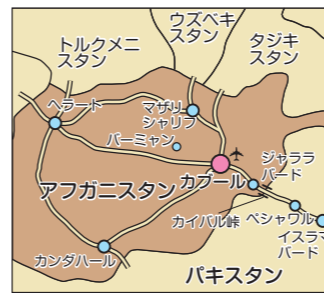 ウズベキ
スタン
トルクメニ
スタン
タジキ
スタン
ヘラート
マザリ
シャリフ
バーミャン
ジャララ
バード
アフガニスタン
カブール
カイバル峠
ペシャワル
イスラマ
バード
カンダハール
パキスタン